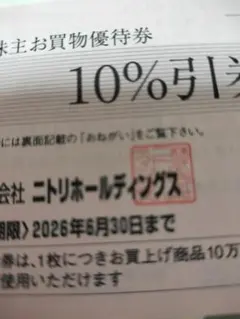 株主お買物優待券
10%引券
には裏面記載の「おねがい」をご覧下さい。
会社 ニトリホールディングス
期限〉2026年6月30日まで
券は、1枚につきお買上げ商品10万
使用いただけます